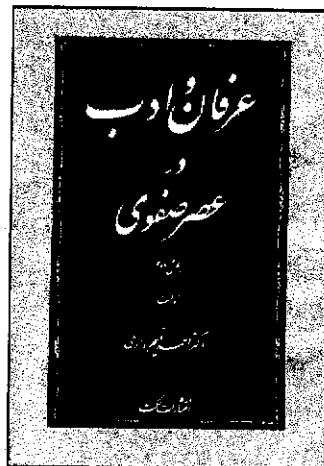 عرفان و ادب
در
عصر صفوی
دکتر احمد تمیم‌داری
انتشارات حکمت